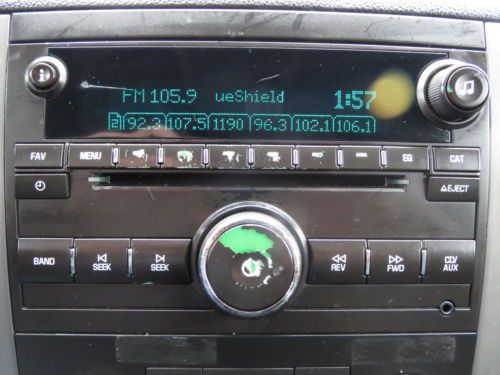 FM 105.9 ueShield 1:57
2 92.3 107.5 1190 96.3 102.1 106.1
FAV MENU EQ CAT
EJECT
BAND SEEK SEEK REV FWD CD/
AUX